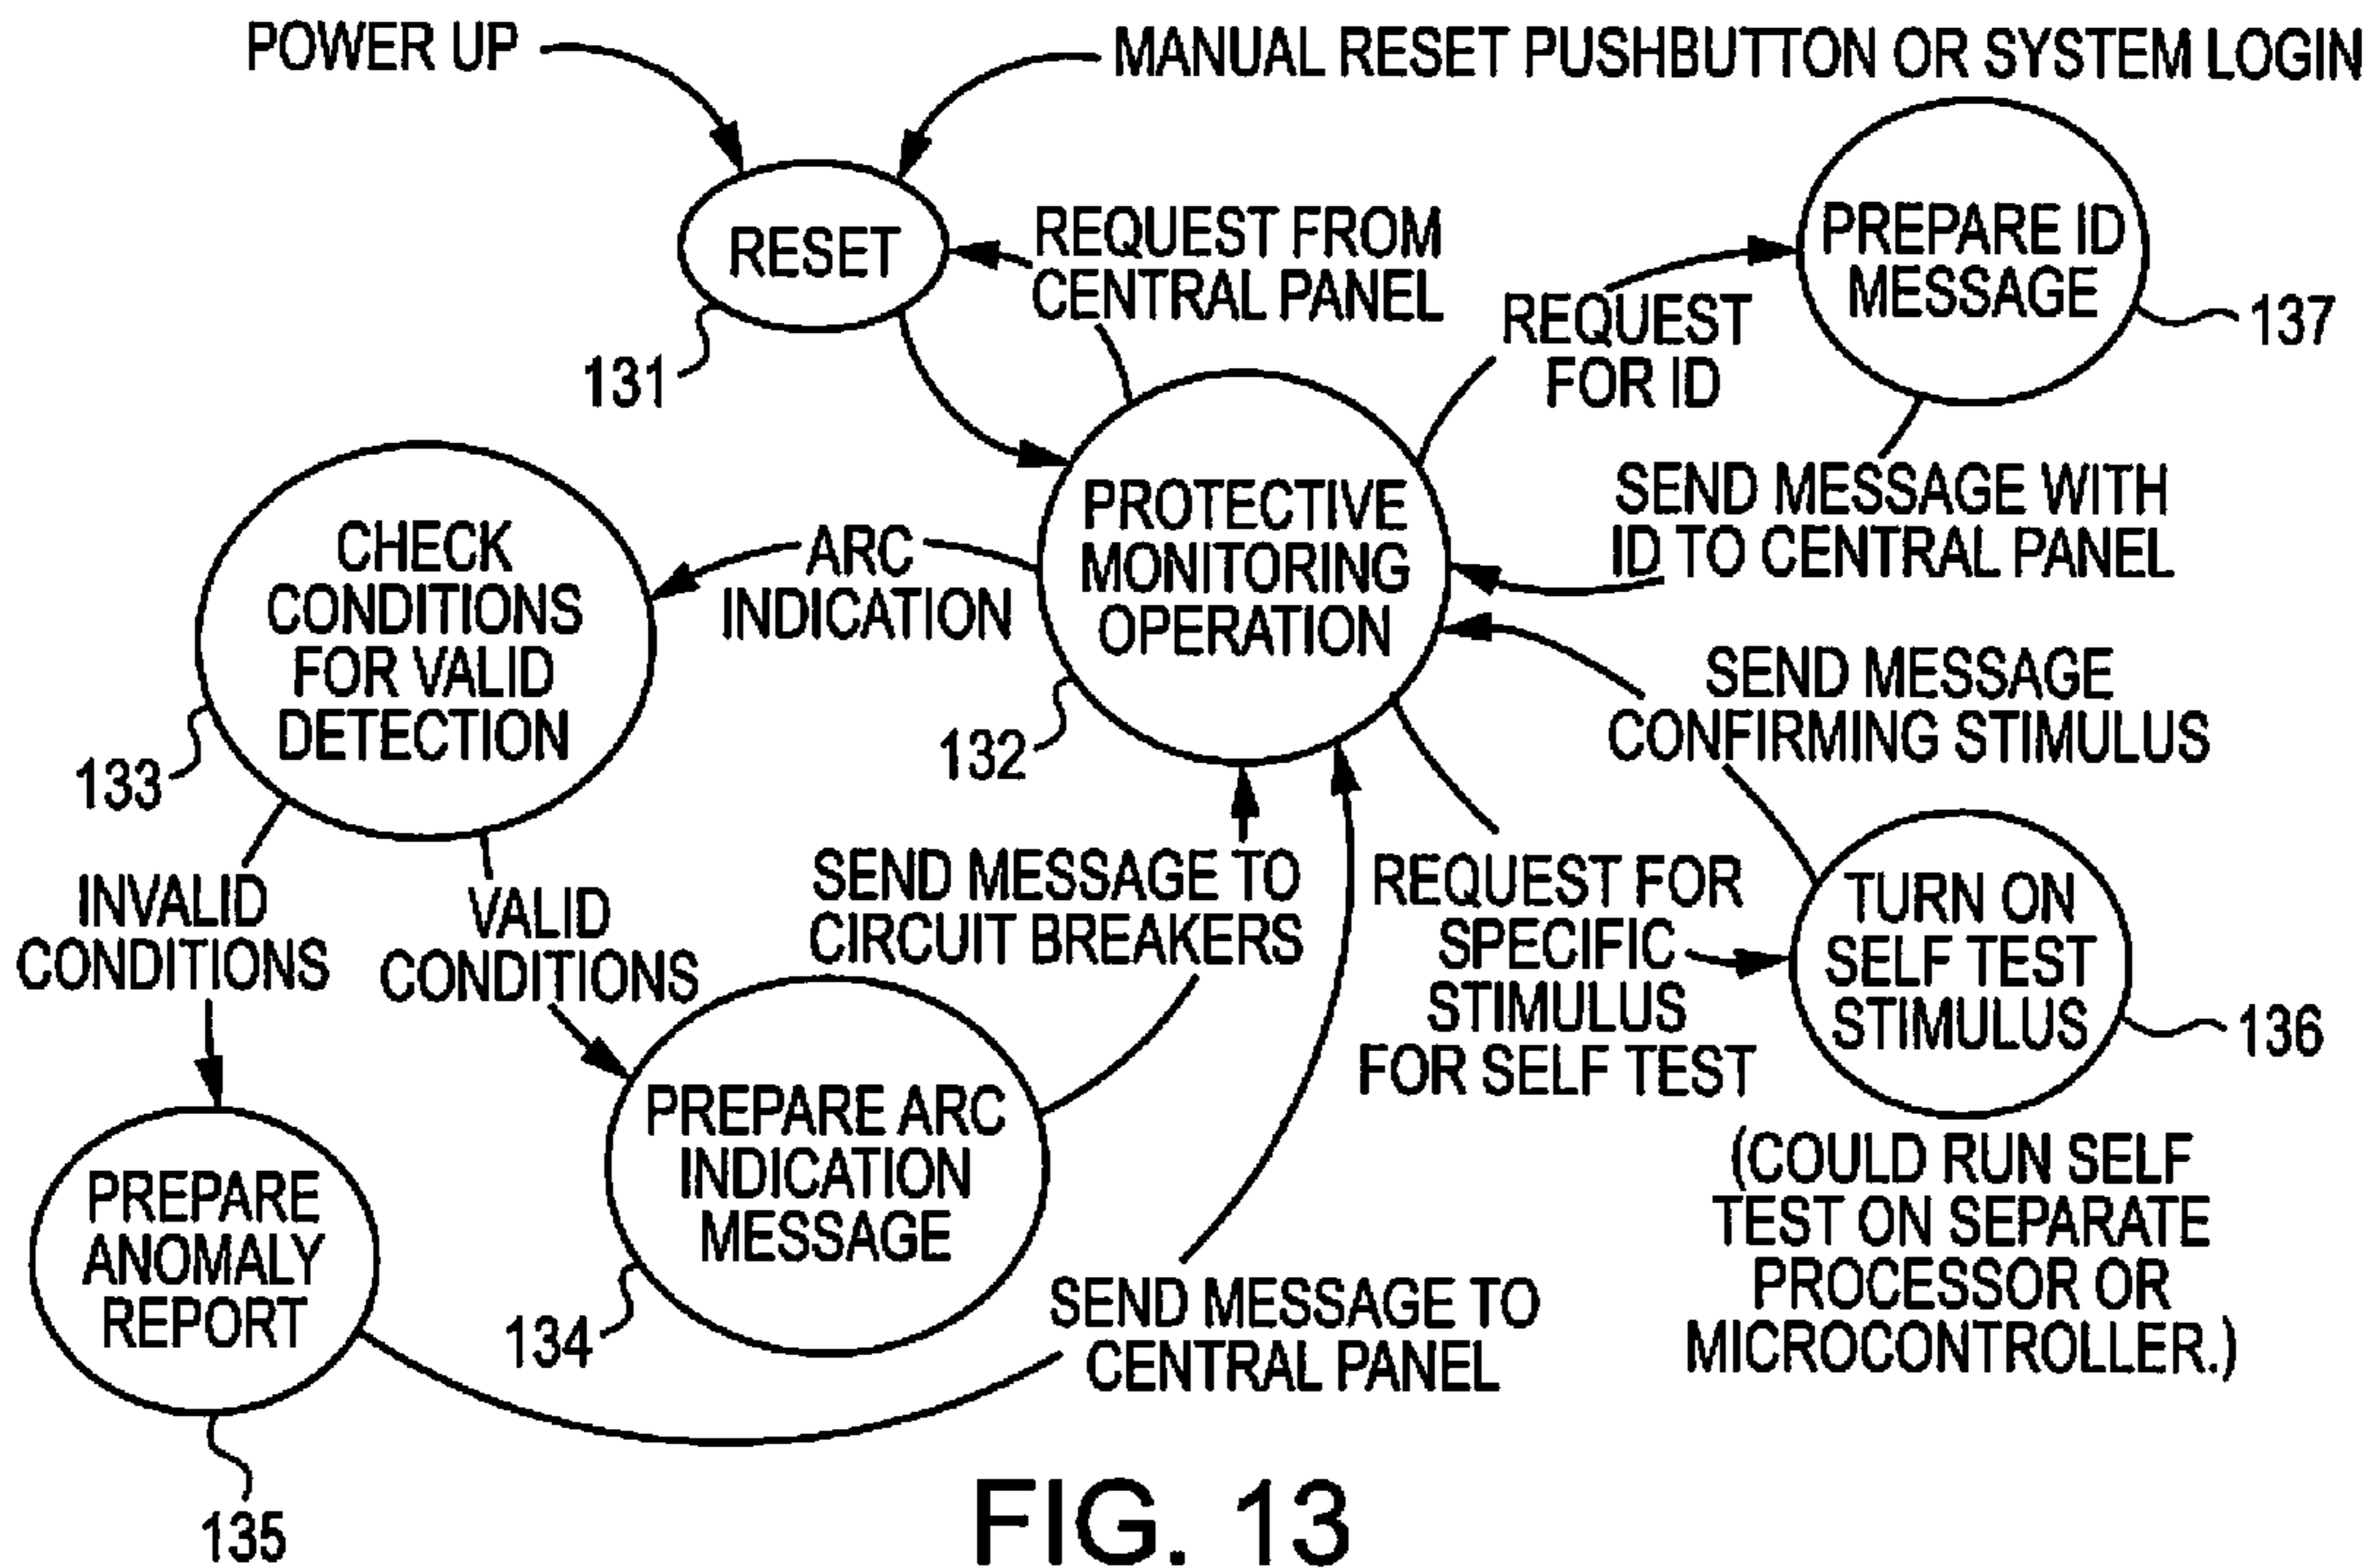 POWER UP
MANUAL RESET PUSHBUTTON OR SYSTEM LOGIN
RESET
131
REQUEST FROM
CENTRAL PANEL
REQUEST
FOR ID
PREPARE ID
MESSAGE
137
SEND MESSAGE WITH
ID TO CENTRAL PANEL
PROTECTIVE
MONITORING
OPERATION
132
ARC
INDICATION
CHECK
CONDITIONS
FOR VALID
DETECTION
133
SEND MESSAGE
CONFIRMING STIMULUS
INVALID
CONDITIONS
VALID
CONDITIONS
SEND MESSAGE TO
CIRCUIT BREAKERS
REQUEST FOR
SPECIFIC
STIMULUS
FOR SELF TEST
TURN ON
SELF TEST
STIMULUS
136
(COULD RUN SELF
TEST ON SEPARATE
PROCESSOR OR
MICROCONTROLLER.)
PREPARE
ANOMALY
REPORT
135
PREPARE ARC
INDICATION
MESSAGE
134
SEND MESSAGE TO
CENTRAL PANEL
FIG. 13